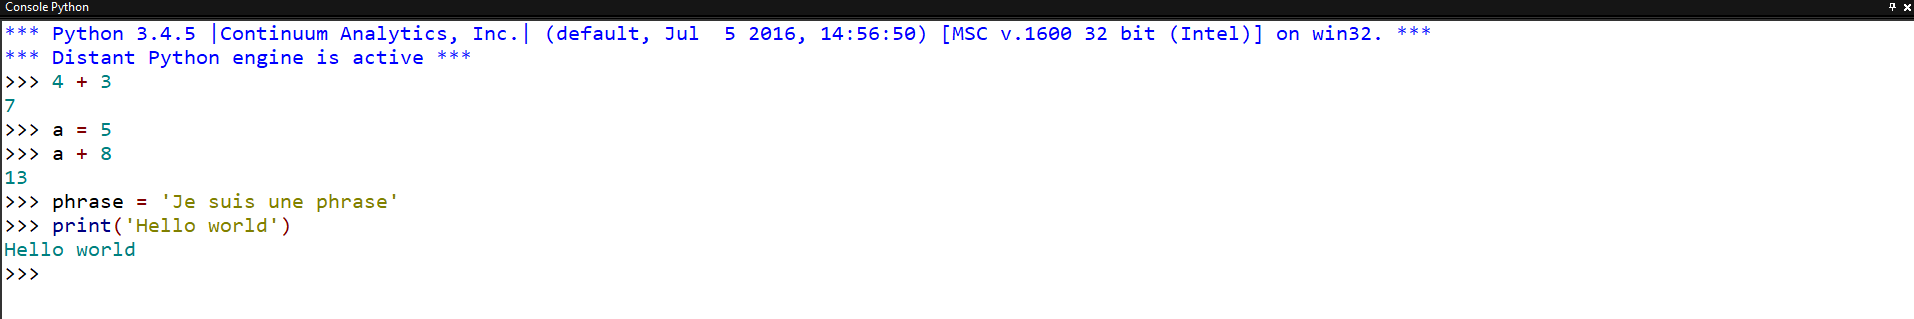 Console Python
*** Python 3.4.5 |Continuum Analytics, Inc.| (default, Jul  5 2016, 14:56:50) [MSC v.1600 32 bit (Intel)] on win32. ***
*** Distant Python engine is active ***
>>> 4 + 3
7
>>> a = 5
>>> a + 8
13
>>> phrase = 'Je suis une phrase'
>>> print('Hello world')
Hello world
>>>